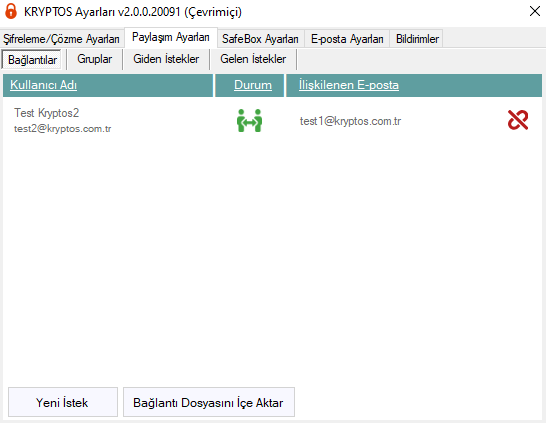 KRYPTOS Ayarları v2.0.0.20091 (Çevrimiçi)
Şifreleme/Çözme Ayarları Paylaşım Ayarları SafeBox Ayarları E-posta Ayarları Bildirimler
Bağlantılar Gruplar Giden İstekler Gelen İstekler
Kullanıcı Adı Durum İlişkilenen E-posta
Test Kryptos2
test2@kryptos.com.tr
test1@kryptos.com.tr
Yeni İstek Bağlantı Dosyasını İçe Aktar